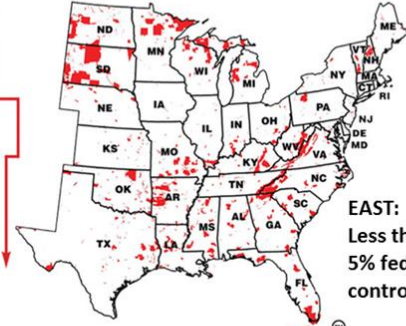 ME
ND
MN
VT
NH
SD
WI
NY
MA
CT
RI
MI
NE
IA
PA
NJ
IL
IN
OH
DE
MD
KS
MO
WV
VA
KY
NC
TN
OK
AR
SC
MS
AL
GA
TX
LA
FL
EAST:
Less th
5% fed
contro